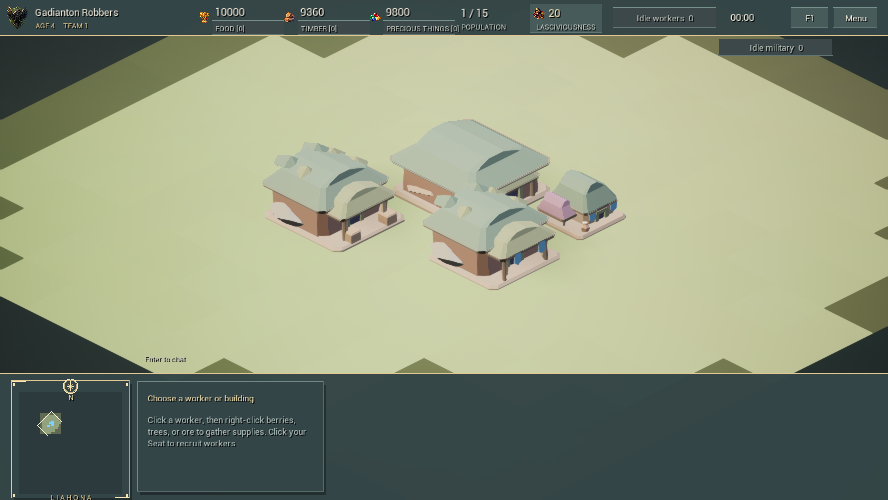 Gadianton Robbers
AGE 4 TEAM 1
10000
FOOD [0]
9360
TIMBER [0]
9800
PRECIOUS THINGS [0]
1 / 15
POPULATION
20
LASCIVIOUSNESS
Idle workers 0
00:00
F1
Menu
Idle military 0
Enter to chat
N
LIAHONA
Choose a worker or building
Click a worker, then right-click berries,
trees, or ore to gather supplies. Click your
Seat to recruit workers.